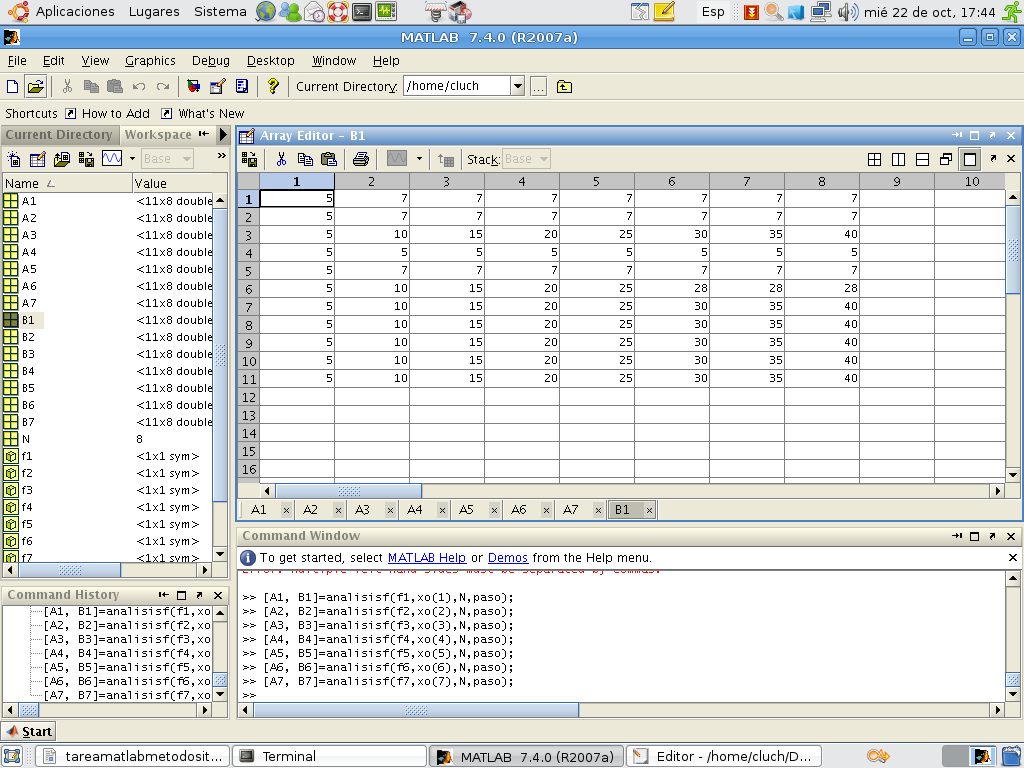 Aplicaciones Lugares Sistema Esp mié 22 de oct, 17:44
MATLAB 7.4.0 (R2007a)
File Edit View Graphics Debug Desktop Window Help
Current Directory: /home/cluch ...
Shortcuts How to Add What's New
Current Directory Workspace
Array Editor - B1
Base »
Stack: Base
Name Value
A1 <11x8 double
A2 <11x8 double
A3 <11x8 double
A4 <11x8 double
A5 <11x8 double
A6 <11x8 double
A7 <11x8 double
B1 <11x8 double
B2 <11x8 double
B3 <11x8 double
B4 <11x8 double
B5 <11x8 double
B6 <11x8 double
B7 <11x8 double
N 8
f1 <1x1 sym>
f2 <1x1 sym>
f3 <1x1 sym>
f4 <1x1 sym>
f5 <1x1 sym>
f6 <1x1 sym>
f7 <1x1 sym>
1 2 3 4 5 6 7 8 9 10
1 5 7 7 7 7 7 7 7
2 5 7 7 7 7 7 7 7
3 5 10 15 20 25 30 35 40
4 5 5 5 5 5 5 5 5
5 5 7 7 7 7 7 7 7
6 5 10 15 20 25 28 28 28
7 5 10 15 20 25 30 35 40
8 5 10 15 20 25 30 35 40
9 5 10 15 20 25 30 35 40
10 5 10 15 20 25 30 35 40
11 5 10 15 20 25 30 35 40
12
13
14
15
16
A1 A2 A3 A4 A5 A6 A7 B1
Command History
[A1, B1]=analisisf(f1,xo
[A2, B2]=analisisf(f2,xo
[A3, B3]=analisisf(f3,xo
[A4, B4]=analisisf(f4,xo
[A5, B5]=analisisf(f5,xo
[A6, B6]=analisisf(f6,xo
[A7, B7]=analisisf(f7,xo
Command Window
To get started, select MATLAB Help or Demos from the Help menu.
Error: Multiple left-hand sides must be separated by commas.
>> [A1, B1]=analisisf(f1,xo(1),N,paso);
>> [A2, B2]=analisisf(f2,xo(2),N,paso);
>> [A3, B3]=analisisf(f3,xo(3),N,paso);
>> [A4, B4]=analisisf(f4,xo(4),N,paso);
>> [A5, B5]=analisisf(f5,xo(5),N,paso);
>> [A6, B6]=analisisf(f6,xo(6),N,paso);
>> [A7, B7]=analisisf(f7,xo(7),N,paso);
>>
Start
tareamatlabmetodosit... Terminal MATLAB 7.4.0 (R2007a) Editor - /home/cluch/D...